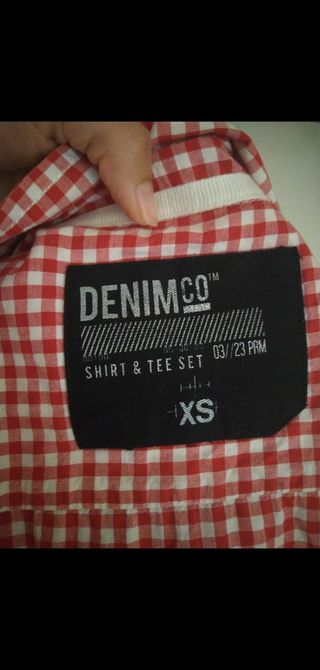 DENIMCO™
SHIRT & TEE SET 03//23 PRM
XS